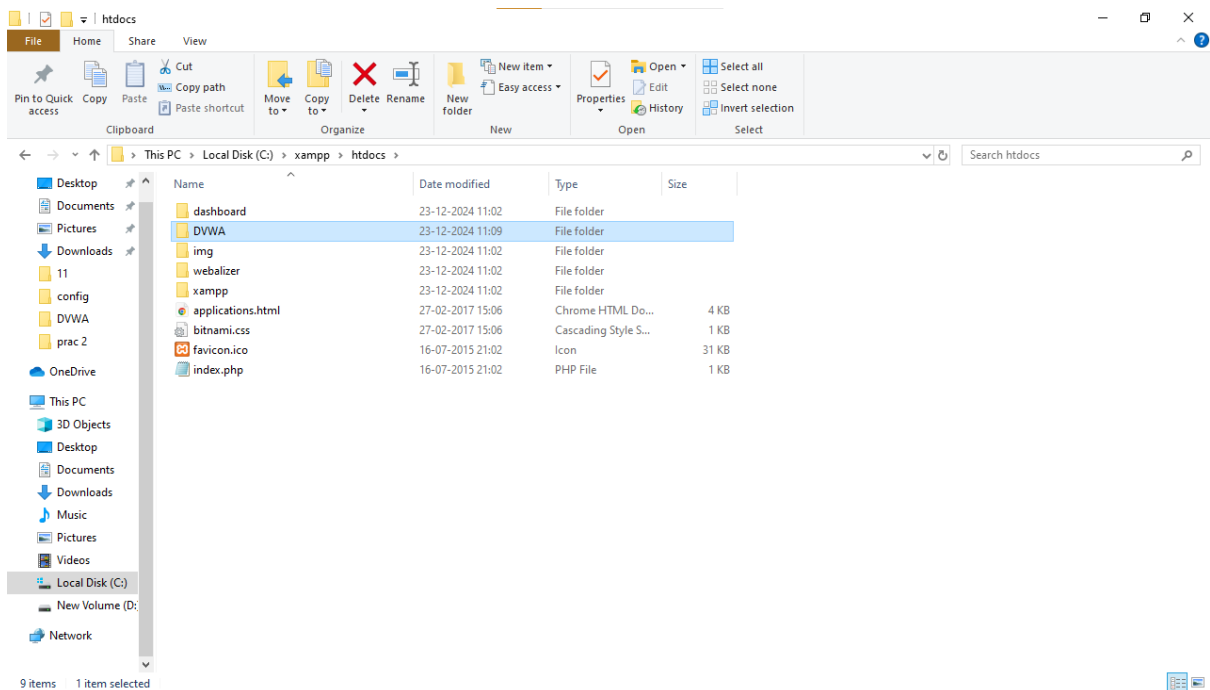 htdocs
File Home Share View
Pin to Quick access
Copy
Paste
Cut
Copy path
Paste shortcut
Clipboard
Move to
Copy to
Delete
Rename
Organize
New folder
New item
Easy access
New
Properties
Open
Edit
History
Open
Select all
Select none
Invert selection
Select
This PC > Local Disk (C:) > xampp > htdocs >
Search htdocs
Desktop
Documents
Pictures
Downloads
11
config
DVWA
prac 2
OneDrive
This PC
3D Objects
Desktop
Documents
Downloads
Music
Pictures
Videos
Local Disk (C:)
New Volume (D:
Network
Name Date modified Type Size
dashboard 23-12-2024 11:02 File folder
DVWA 23-12-2024 11:09 File folder
img 23-12-2024 11:02 File folder
webalizer 23-12-2024 11:02 File folder
xampp 23-12-2024 11:02 File folder
applications.html 27-02-2017 15:06 Chrome HTML Do... 4 KB
bitnami.css 27-02-2017 15:06 Cascading Style S... 1 KB
favicon.ico 16-07-2015 21:02 Icon 31 KB
index.php 16-07-2015 21:02 PHP File 1 KB
9 items 1 item selected